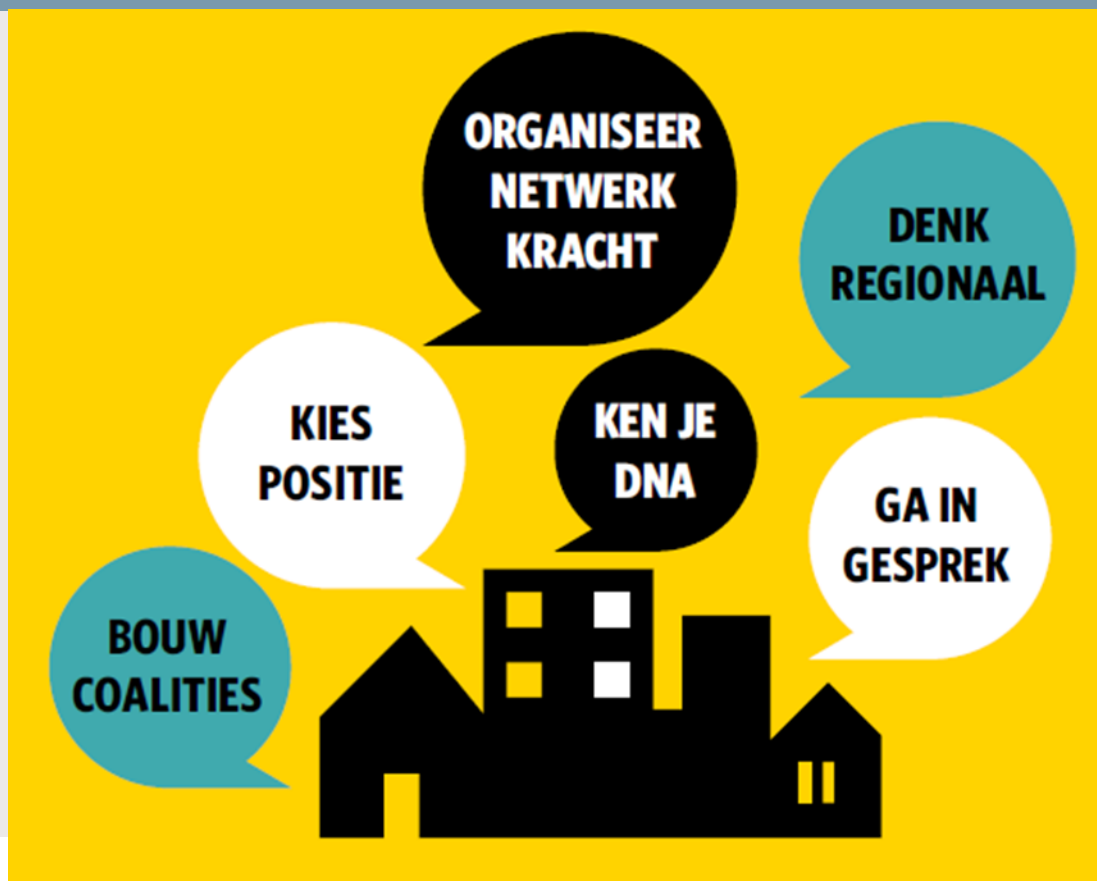 ORGANISEER
NETWERK
KRACHT
DENK
REGIONAAL
KIES
POSITIE
KEN JE
DNA
GA IN
GESPREK
BOUW
COALITIES